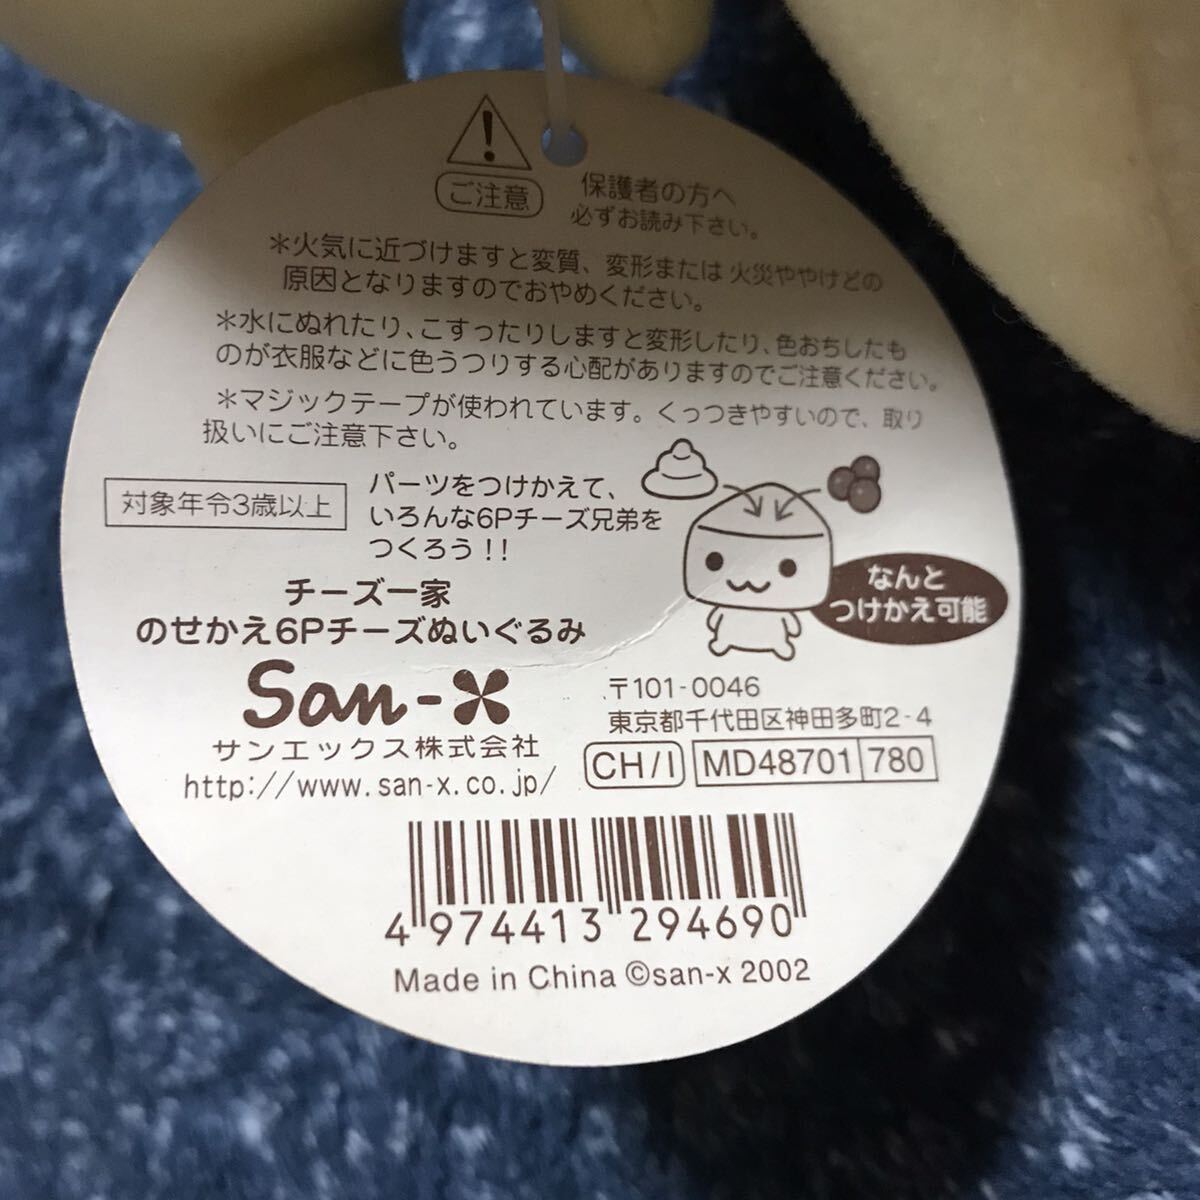 ご注意
保護者の方へ
必ずお読み下さい。
＊火気に近づけますと変質、変形または火災ややけどの
原因となりますのでおやめください。
＊水にぬれたり、こすったりしますと変形したり、色おちしたも
のが衣服などに色うつりする心配がありますのでご注意ください。
＊マジックテープが使われています。くっつきやすいので、取り
扱いにご注意下さい。
対象年令3歳以上
パーツをつけかえて、
いろんな6Pチーズ兄弟を
つくろう!!
なんと
つけかえ可能
チーズ一家
のせかえ6Pチーズぬいぐるみ
San-X
サンエックス株式会社
http://www.san-x.co.jp/
〒101-0046
東京都千代田区神田多町2-4
CH/I MD48701 780
4 974413 294690
Made in China ©san-x 2002